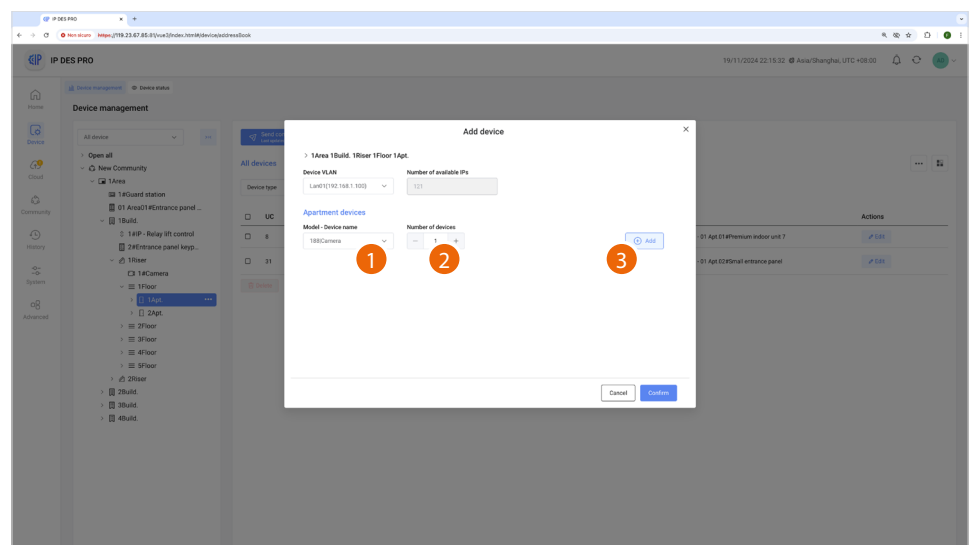 IP DES PRO
Not secure https://119.23.67.85:81/vue3/index.html#/device/addressBook
IP DES PRO
19/11/2024 22:15:32 Asia/Shanghai, UTC +08:00
Home
Device
Cloud
Community
History
System
Advanced
Device management
Device status
Device management
All device
Open all
New Community
1Area
1#Guard station
01 Area01#Entrance panel ...
1Build.
1#IP - Relay lift control
2#Entrance panel keyp...
1Riser
1#Camera
1Floor
1Apt.
2Apt.
2Floor
3Floor
4Floor
5Floor
2Riser
2Build.
3Build.
4Build.
Send con
All devices
Device type
UC
8
31
Add device
1Area 1Build. 1Riser 1Floor 1Apt.
Device VLAN
Number of available IPs
Lan01(192.168.1.100)
121
Apartment devices
Model - Device name
Number of devices
188|Camera
− 1 +
Add
1
2
3
Cancel
Confirm
Actions
- 01 Apt.01#Premium indoor unit 7
Edit
- 01 Apt.02#Small entrance panel
Edit